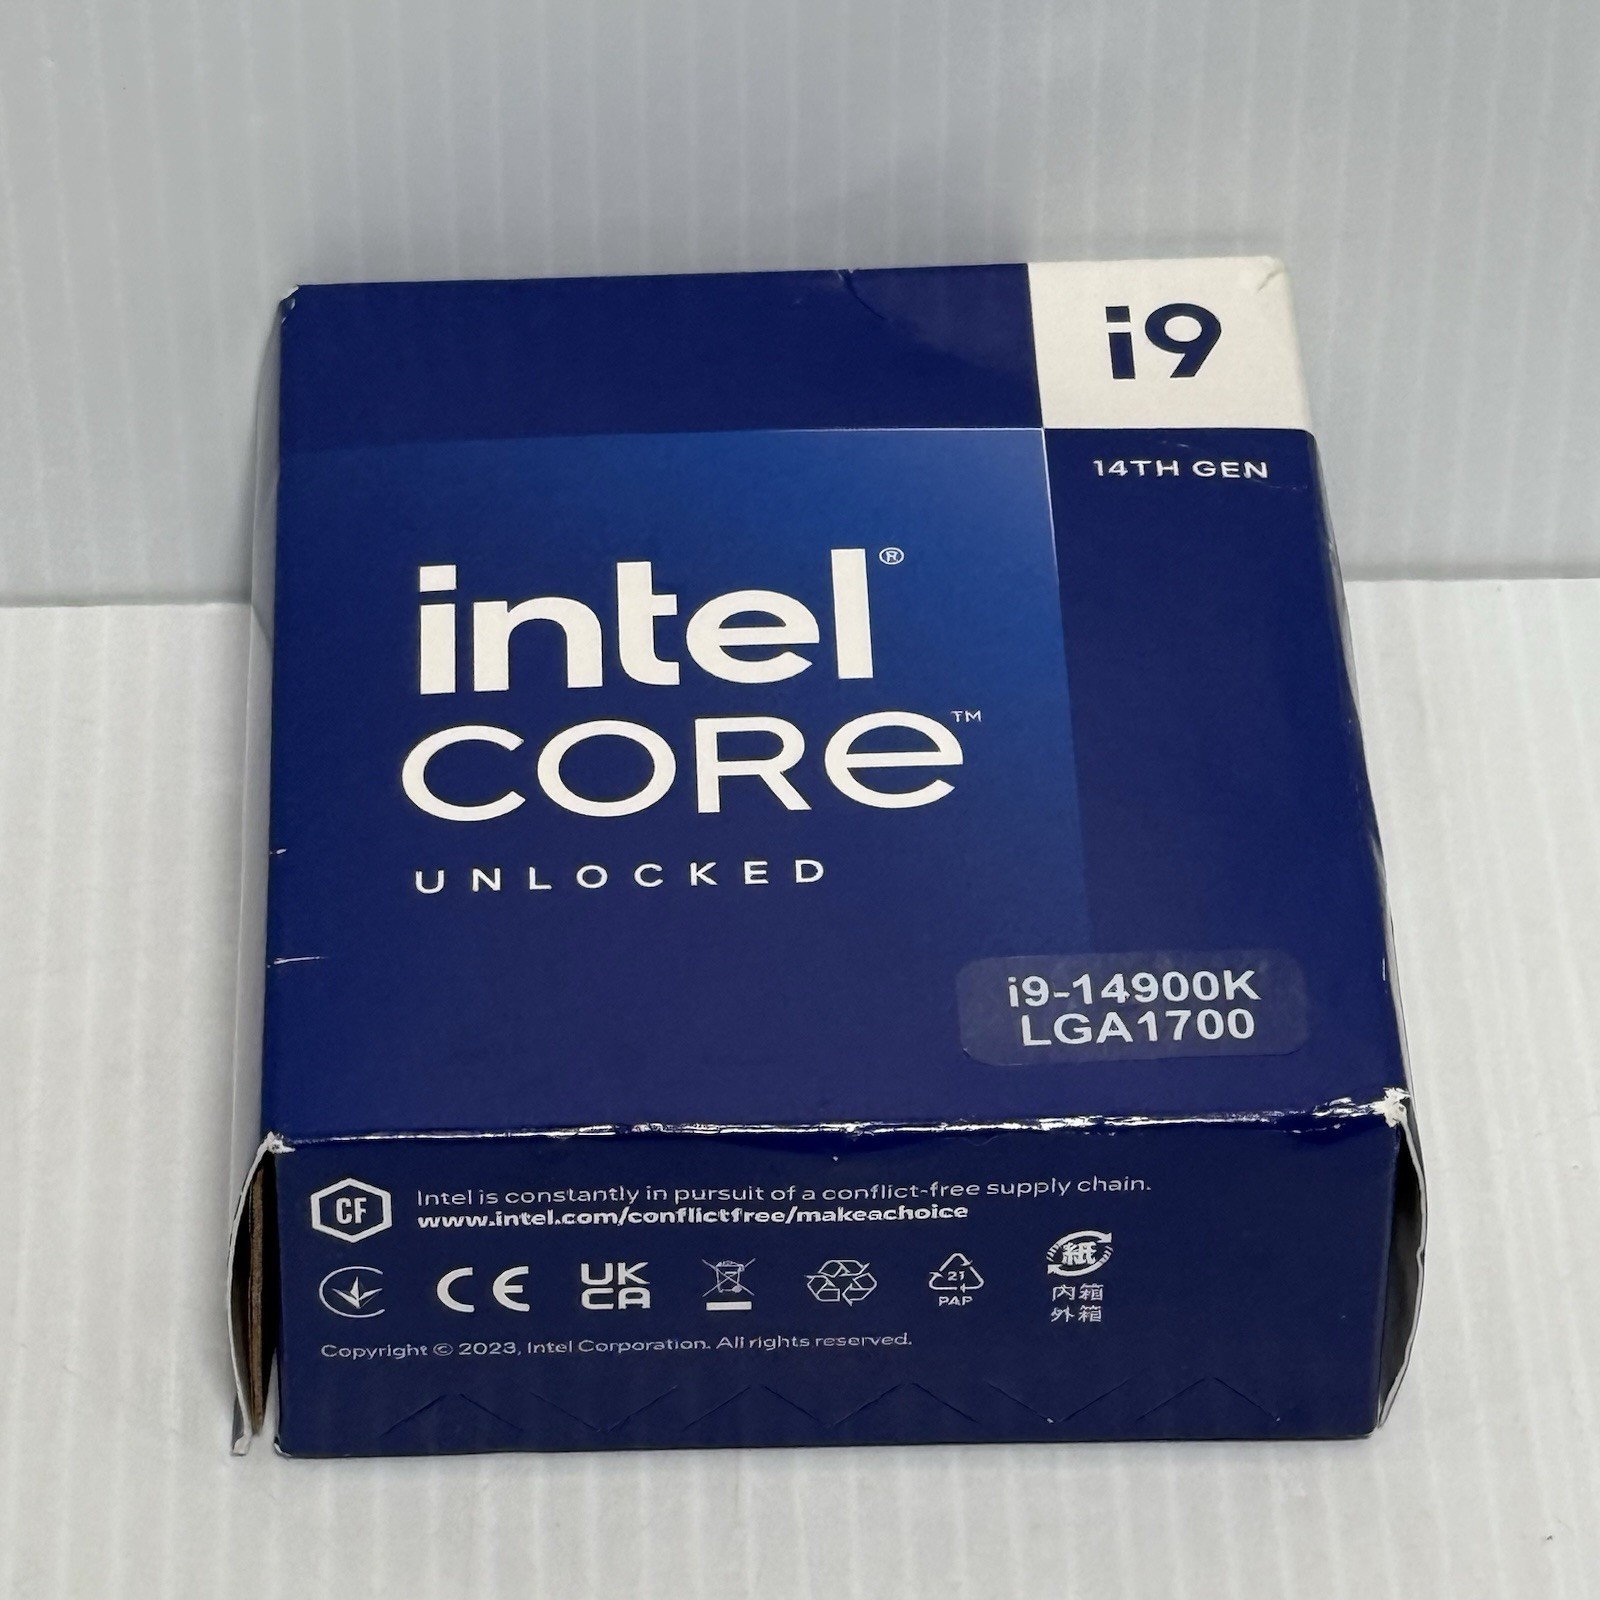 i9
14TH GEN
intel®
CORe™
UNLOCKED
i9-14900K
LGA1700
CF
Intel is constantly in pursuit of a conflict-free supply chain.
www.intel.com/conflictfree/makeachoice
CE
UK
CA
21
PAP
紙
内箱
外箱
Copyright © 2023, Intel Corporation. All rights reserved.